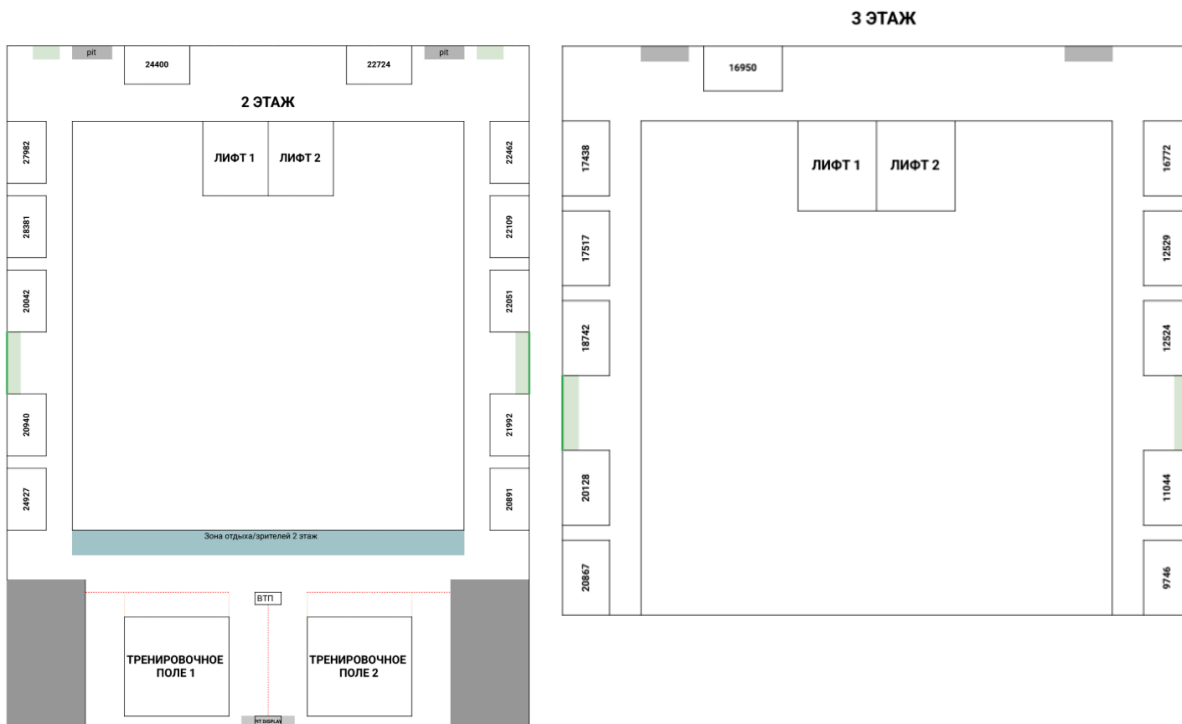 3 ЭТАЖ
pit
pit
24400
22724
2 ЭТАЖ
27982
28381
20042
20940
24927
ЛИФТ 1
ЛИФТ 2
22462
22109
22051
21992
20891
Зона отдыха/зрителей 2 этаж
ВТП
ТРЕНИРОВОЧНОЕ
ПОЛЕ 1
ТРЕНИРОВОЧНОЕ
ПОЛЕ 2
PIT DISPLAY
16950
17438
17517
18742
20128
20867
ЛИФТ 1
ЛИФТ 2
16772
12529
12524
11044
9746